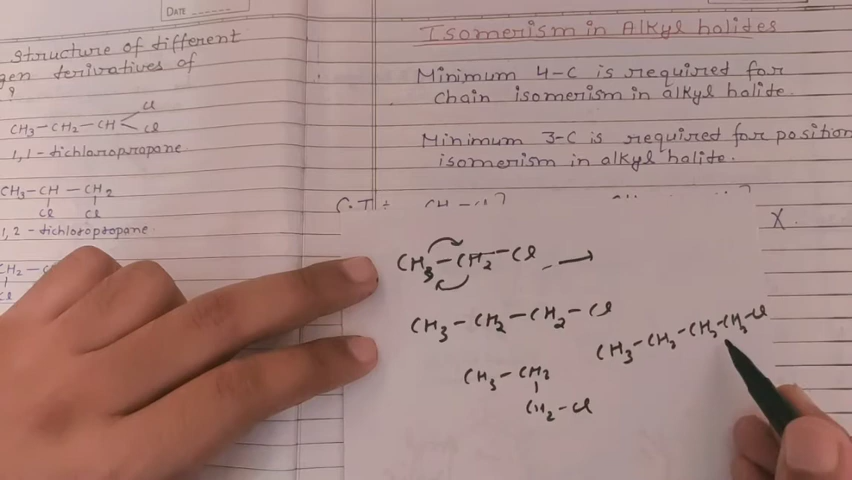 DATE
Structure of different
gen derivatives of
CH3-CH2-CH
Cl
Cl
1,1-dichloropropane
CH3-CH-CH2
Cl Cl
1,2-dichloropropane
CH2-C
Cl
Isomerism in Alkyl halides
Minimum 4-C is required for
chain isomerism in alkyl halide.
Minimum 3-C is required for position
isomerism in alkyl halide.
X.
CH3-CH2-Cl
CH3-CH2-CH2-Cl
CH3-CH2
CH2-Cl
CH3-CH2-CH2-CH2-Cl